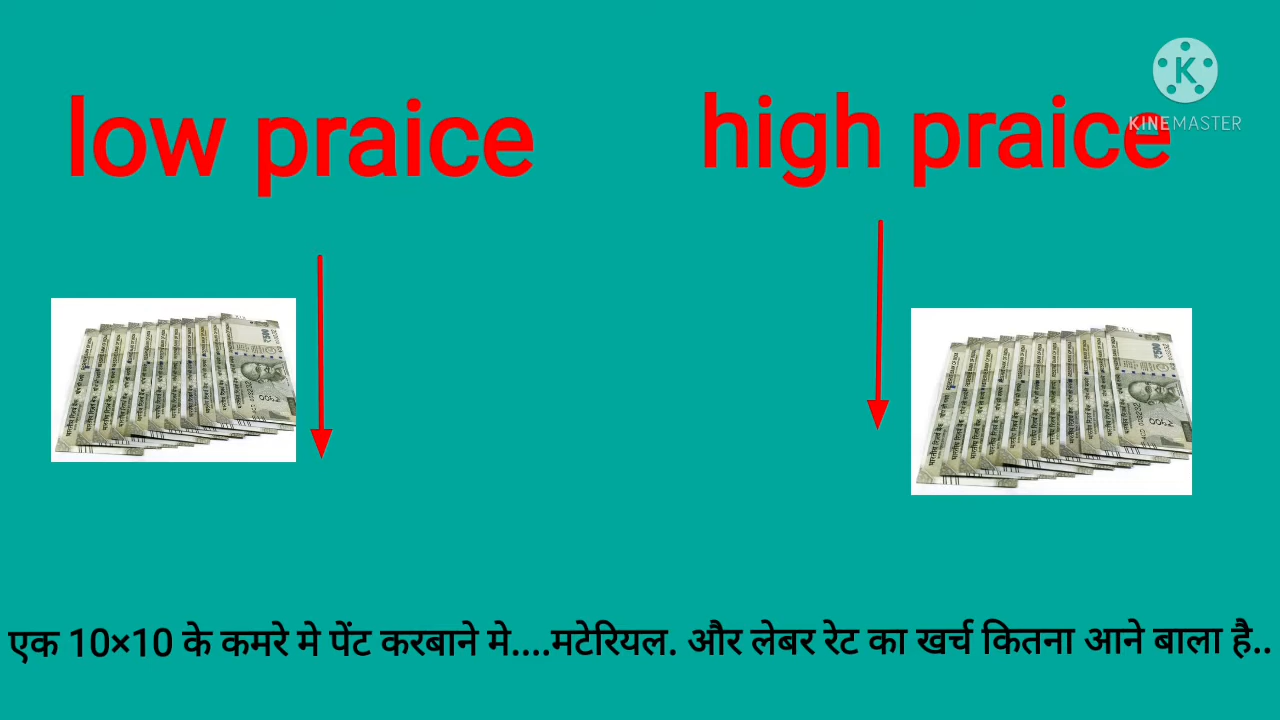 low praice
high praice
KINEMASTER
एक 10×10 के कमरे मे पेंट करबाने मे....मटेरियल. और लेबर रेट का खर्च कितना आने बाला है..